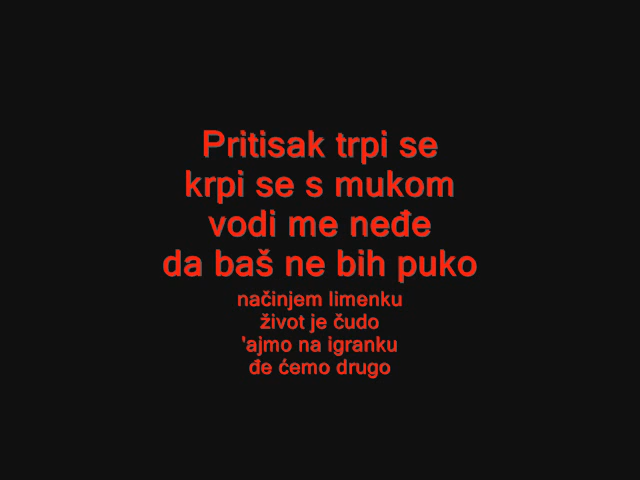 Pritisak trpi se
krpi se s mukom
vodi me neđe
da baš ne bih puko
načinjem limenku
život je čudo
'ajmo na igranku
đe ćemo drugo